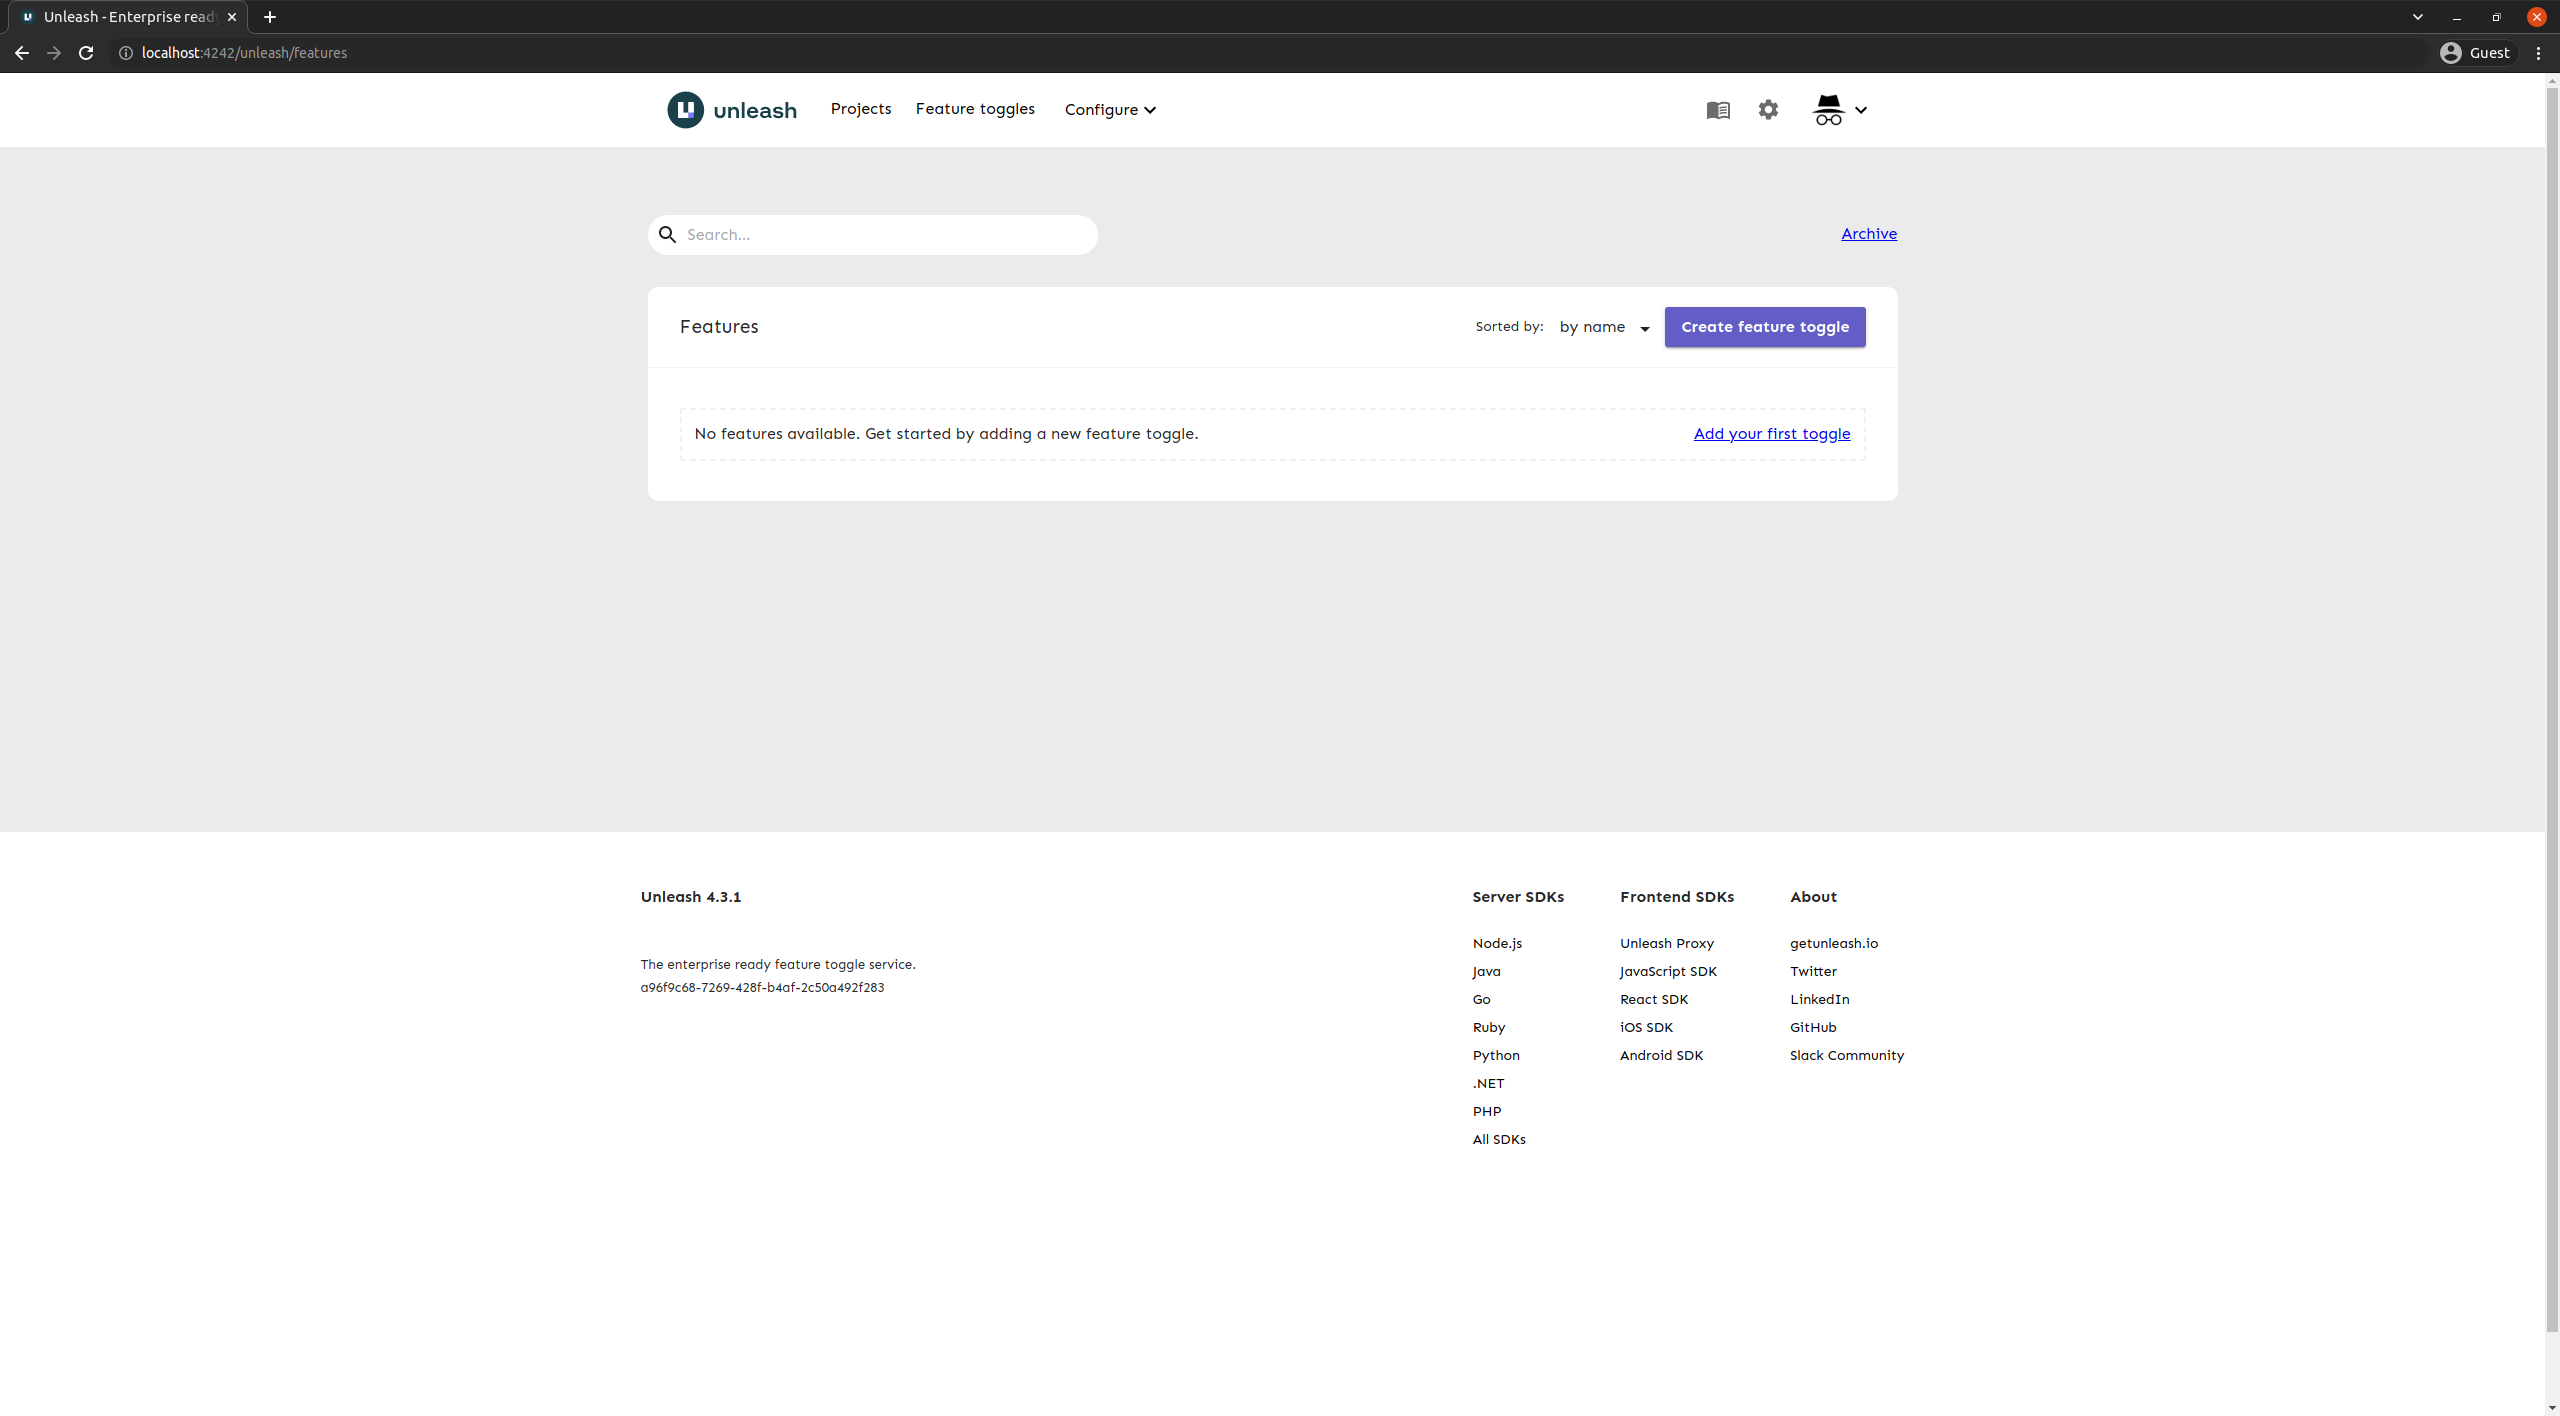 Unleash - Enterprise read
localhost:4242/unleash/features
Guest
unleash
Projects
Feature toggles
Configure
Search...
Archive
Features
Sorted by:
by name
Create feature toggle
No features available. Get started by adding a new feature toggle.
Add your first toggle
Unleash 4.3.1
The enterprise ready feature toggle service.
a96f9c68-7269-428f-b4af-2c50a492f283
Server SDKs
Node.js
Java
Go
Ruby
Python
.NET
PHP
All SDKs
Frontend SDKs
Unleash Proxy
JavaScript SDK
React SDK
iOS SDK
Android SDK
About
getunleash.io
Twitter
LinkedIn
GitHub
Slack Community